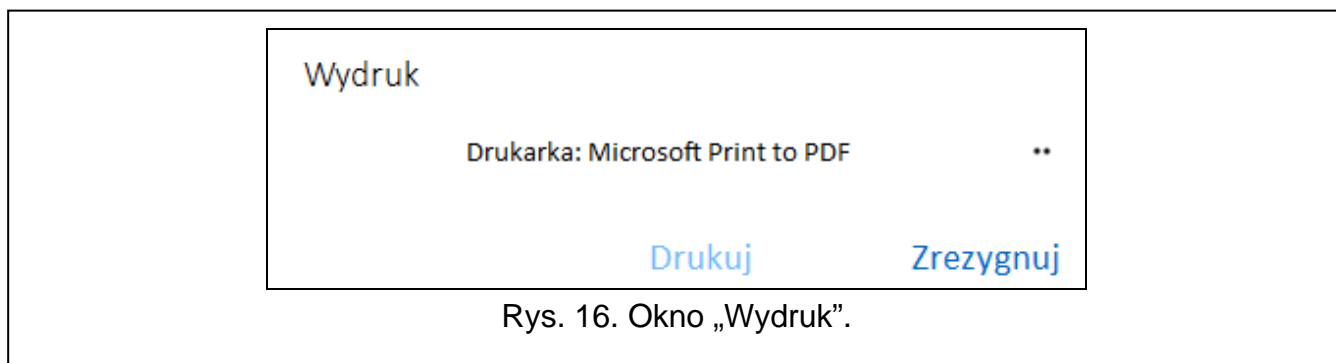 Wydruk
Drukarka: Microsoft Print to PDF ••
Drukuj Zrezygnuj
Rys. 16. Okno „Wydruk”.